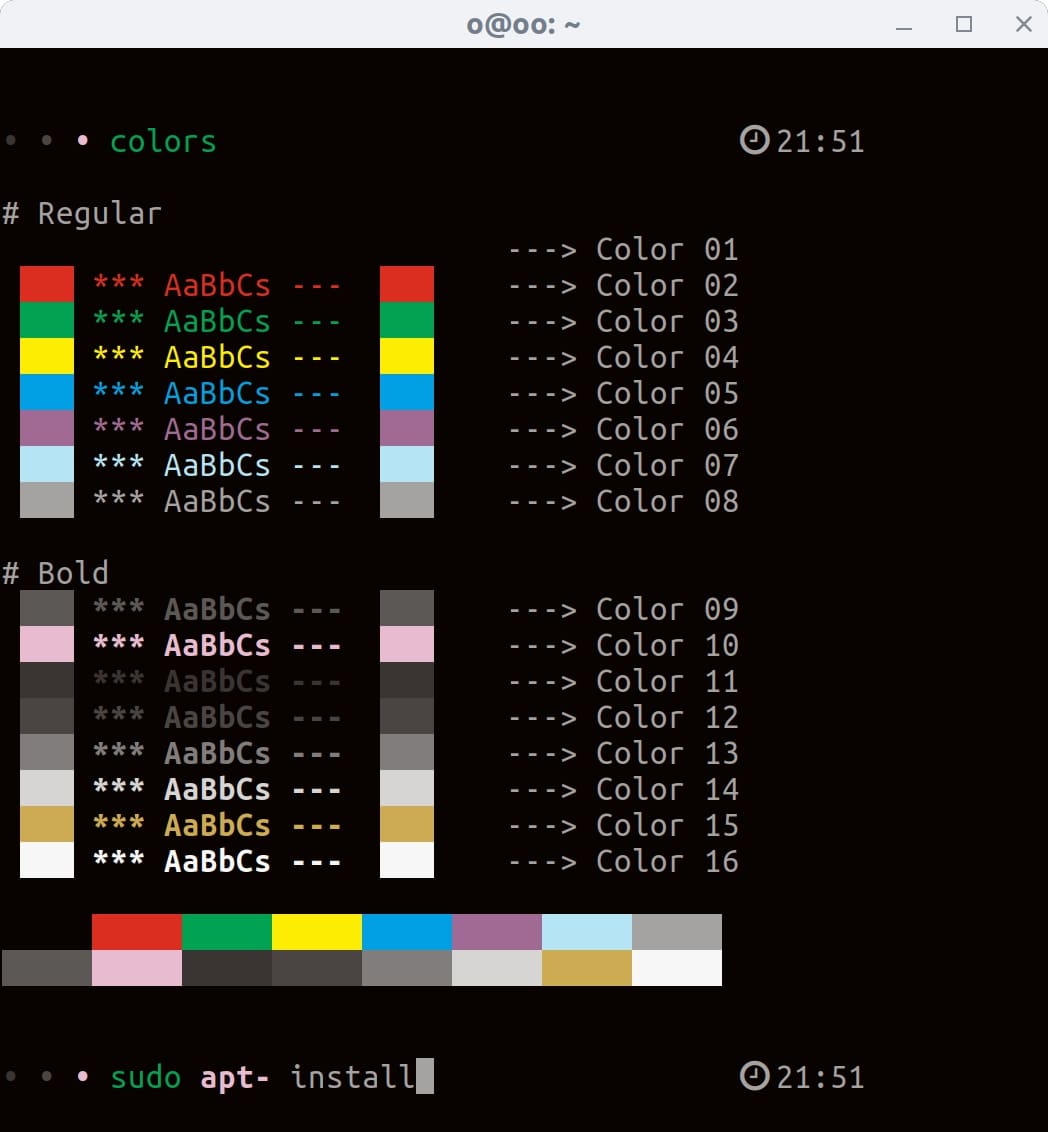 o@oo: ~
• • • colors 21:51
# Regular
---> Color 01
*** AaBbCs --- ---> Color 02
*** AaBbCs --- ---> Color 03
*** AaBbCs --- ---> Color 04
*** AaBbCs --- ---> Color 05
*** AaBbCs --- ---> Color 06
*** AaBbCs --- ---> Color 07
*** AaBbCs --- ---> Color 08
# Bold
*** AaBbCs --- ---> Color 09
*** AaBbCs --- ---> Color 10
*** AaBbCs --- ---> Color 11
*** AaBbCs --- ---> Color 12
*** AaBbCs --- ---> Color 13
*** AaBbCs --- ---> Color 14
*** AaBbCs --- ---> Color 15
*** AaBbCs --- ---> Color 16
• • • sudo apt- install 21:51